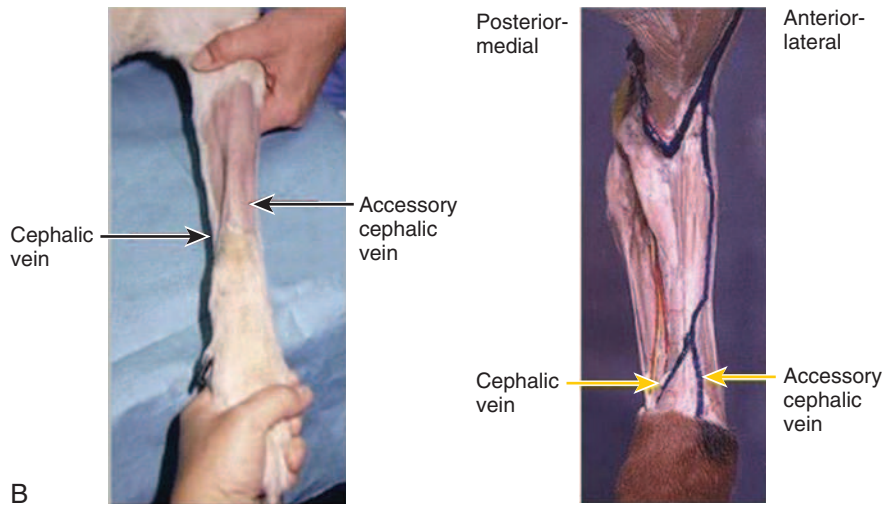 Posterior-
medial
Anterior-
lateral
Cephalic
vein
Accessory
cephalic
vein
Cephalic
vein
Accessory
cephalic
vein
B